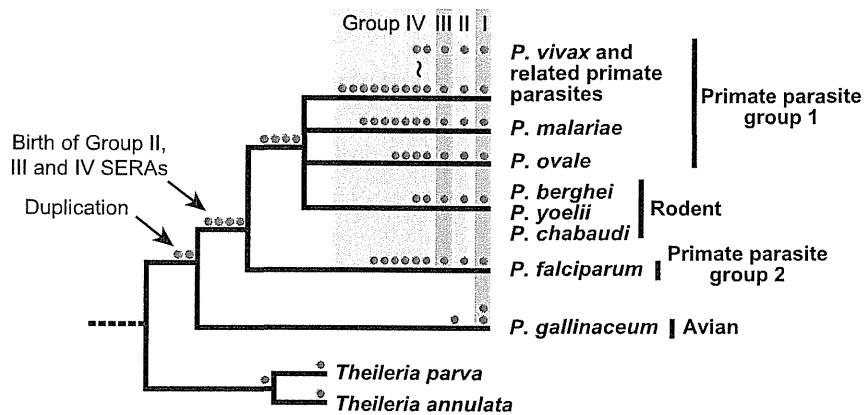 Group IV III II I
P. vivax and
related primate
parasites
Primate parasite
group 1
P. malariae
P. ovale
Birth of Group II,
III and IV SERAs
Duplication
P. berghei
P. yoelii
P. chabaudi
Rodent
P. falciparum
Primate parasite
group 2
P. gallinaceum
Avian
Theileria parva
Theileria annulata